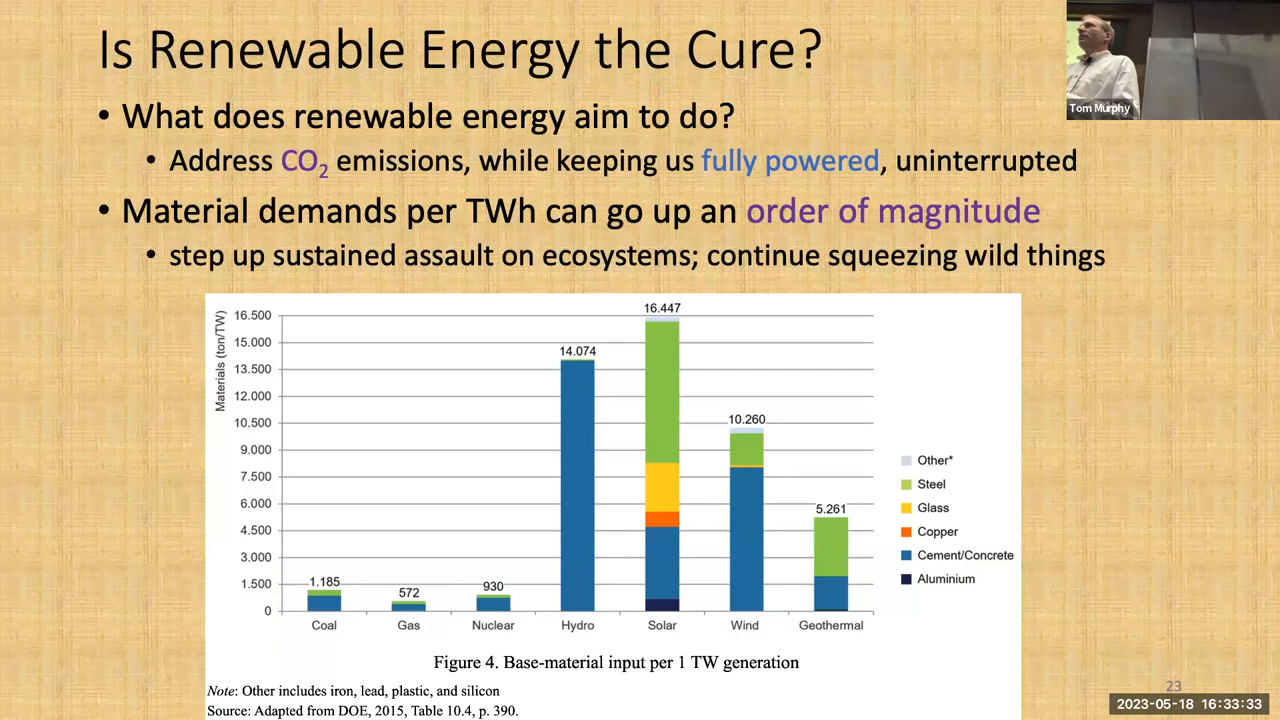 Is Renewable Energy the Cure?
Tom Murphy
• What does renewable energy aim to do?
• Address CO₂ emissions, while keeping us fully powered, uninterrupted
• Material demands per TWh can go up an order of magnitude
• step up sustained assault on ecosystems; continue squeezing wild things
Materials (ton/TW)
16.500
15.000
13.500
12.000
10.500
9.000
7.500
6.000
4.500
3.000
1.500
0
1.185
572
930
14.074
16.447
10.260
5.261
Coal
Gas
Nuclear
Hydro
Solar
Wind
Geothermal
Other*
Steel
Glass
Copper
Cement/Concrete
Aluminium
Figure 4. Base-material input per 1 TW generation
Note: Other includes iron, lead, plastic, and silicon
Source: Adapted from DOE, 2015, Table 10.4, p. 390.
23
2023-05-18 16:33:33